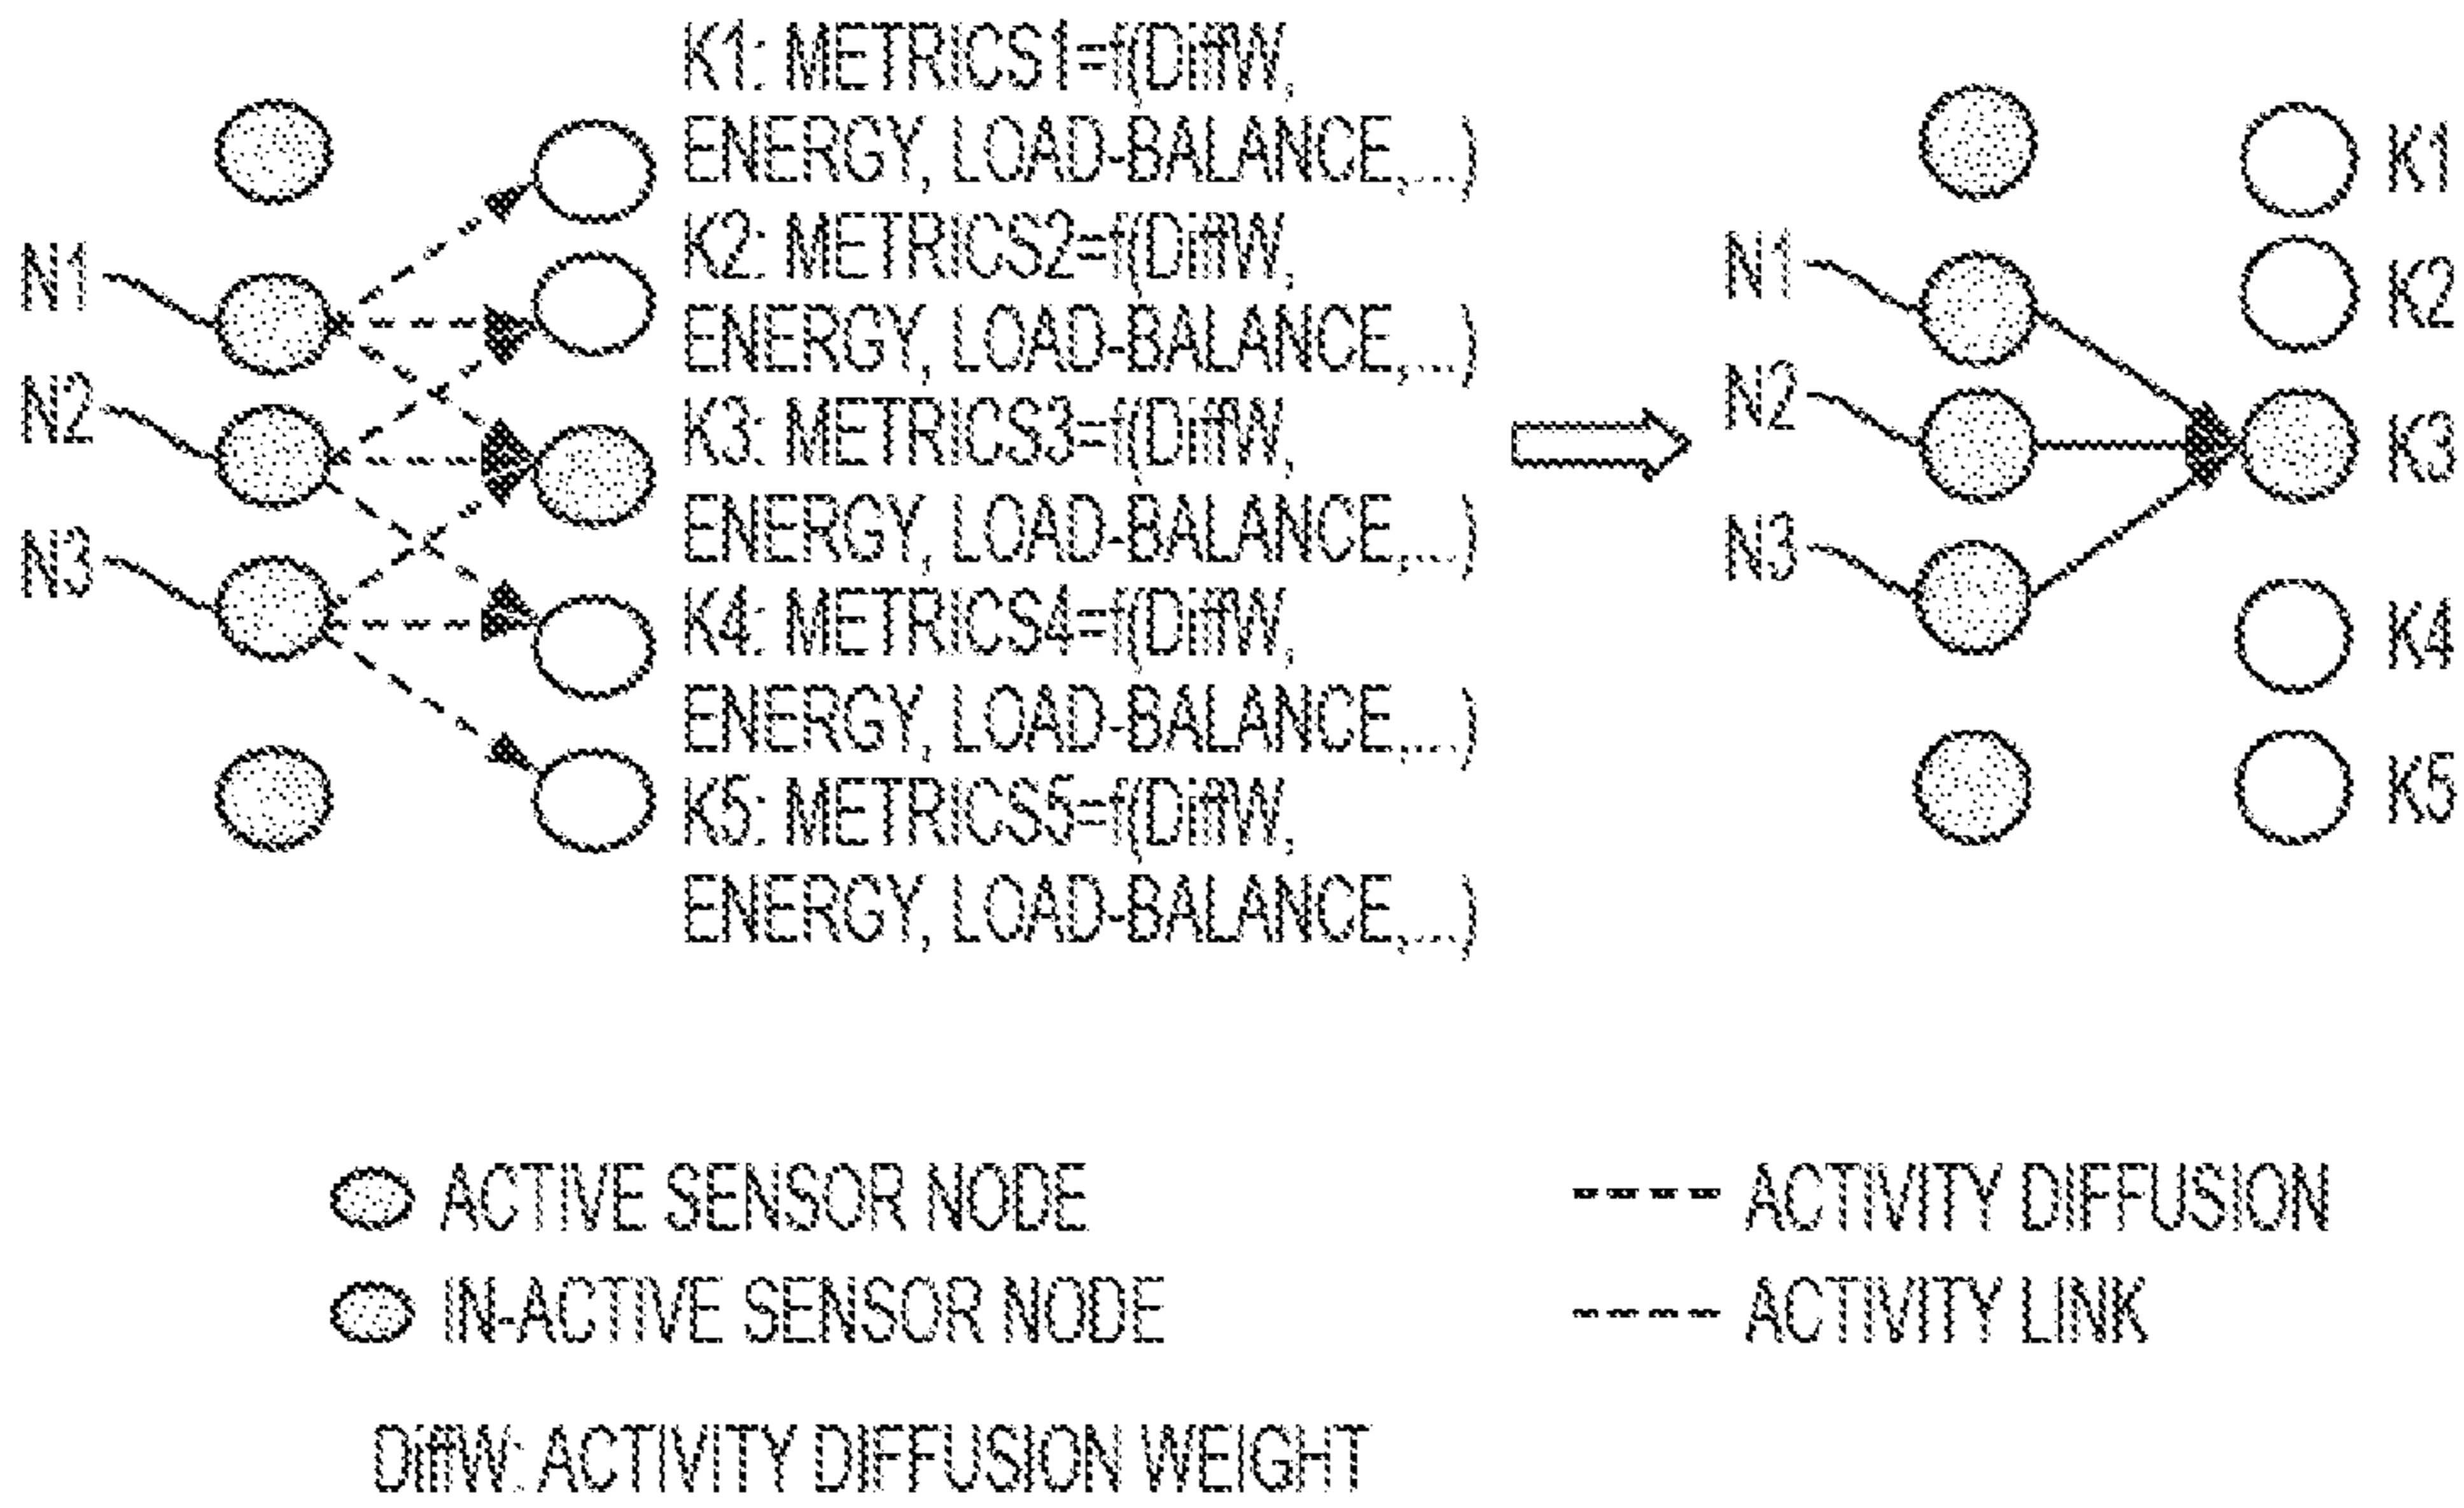 K1: METRICS1=f(DiffW,
ENERGY, LOAD-BALANCE,...)
K2: METRICS2=f(DiffW,
ENERGY, LOAD-BALANCE,...)
K3: METRICS3=f(DiffW,
ENERGY, LOAD-BALANCE,...)
K4: METRICS4=f(DiffW,
ENERGY, LOAD-BALANCE,...)
K5: METRICS5=f(DiffW,
ENERGY, LOAD-BALANCE,...)
N1
N2
N3
N1
N2
N3
K1
K2
K3
K4
K5
ACTIVE SENSOR NODE
IN-ACTIVE SENSOR NODE
ACTIVITY DIFFUSION
ACTIVITY LINK
DiffW: ACTIVITY DIFFUSION WEIGHT